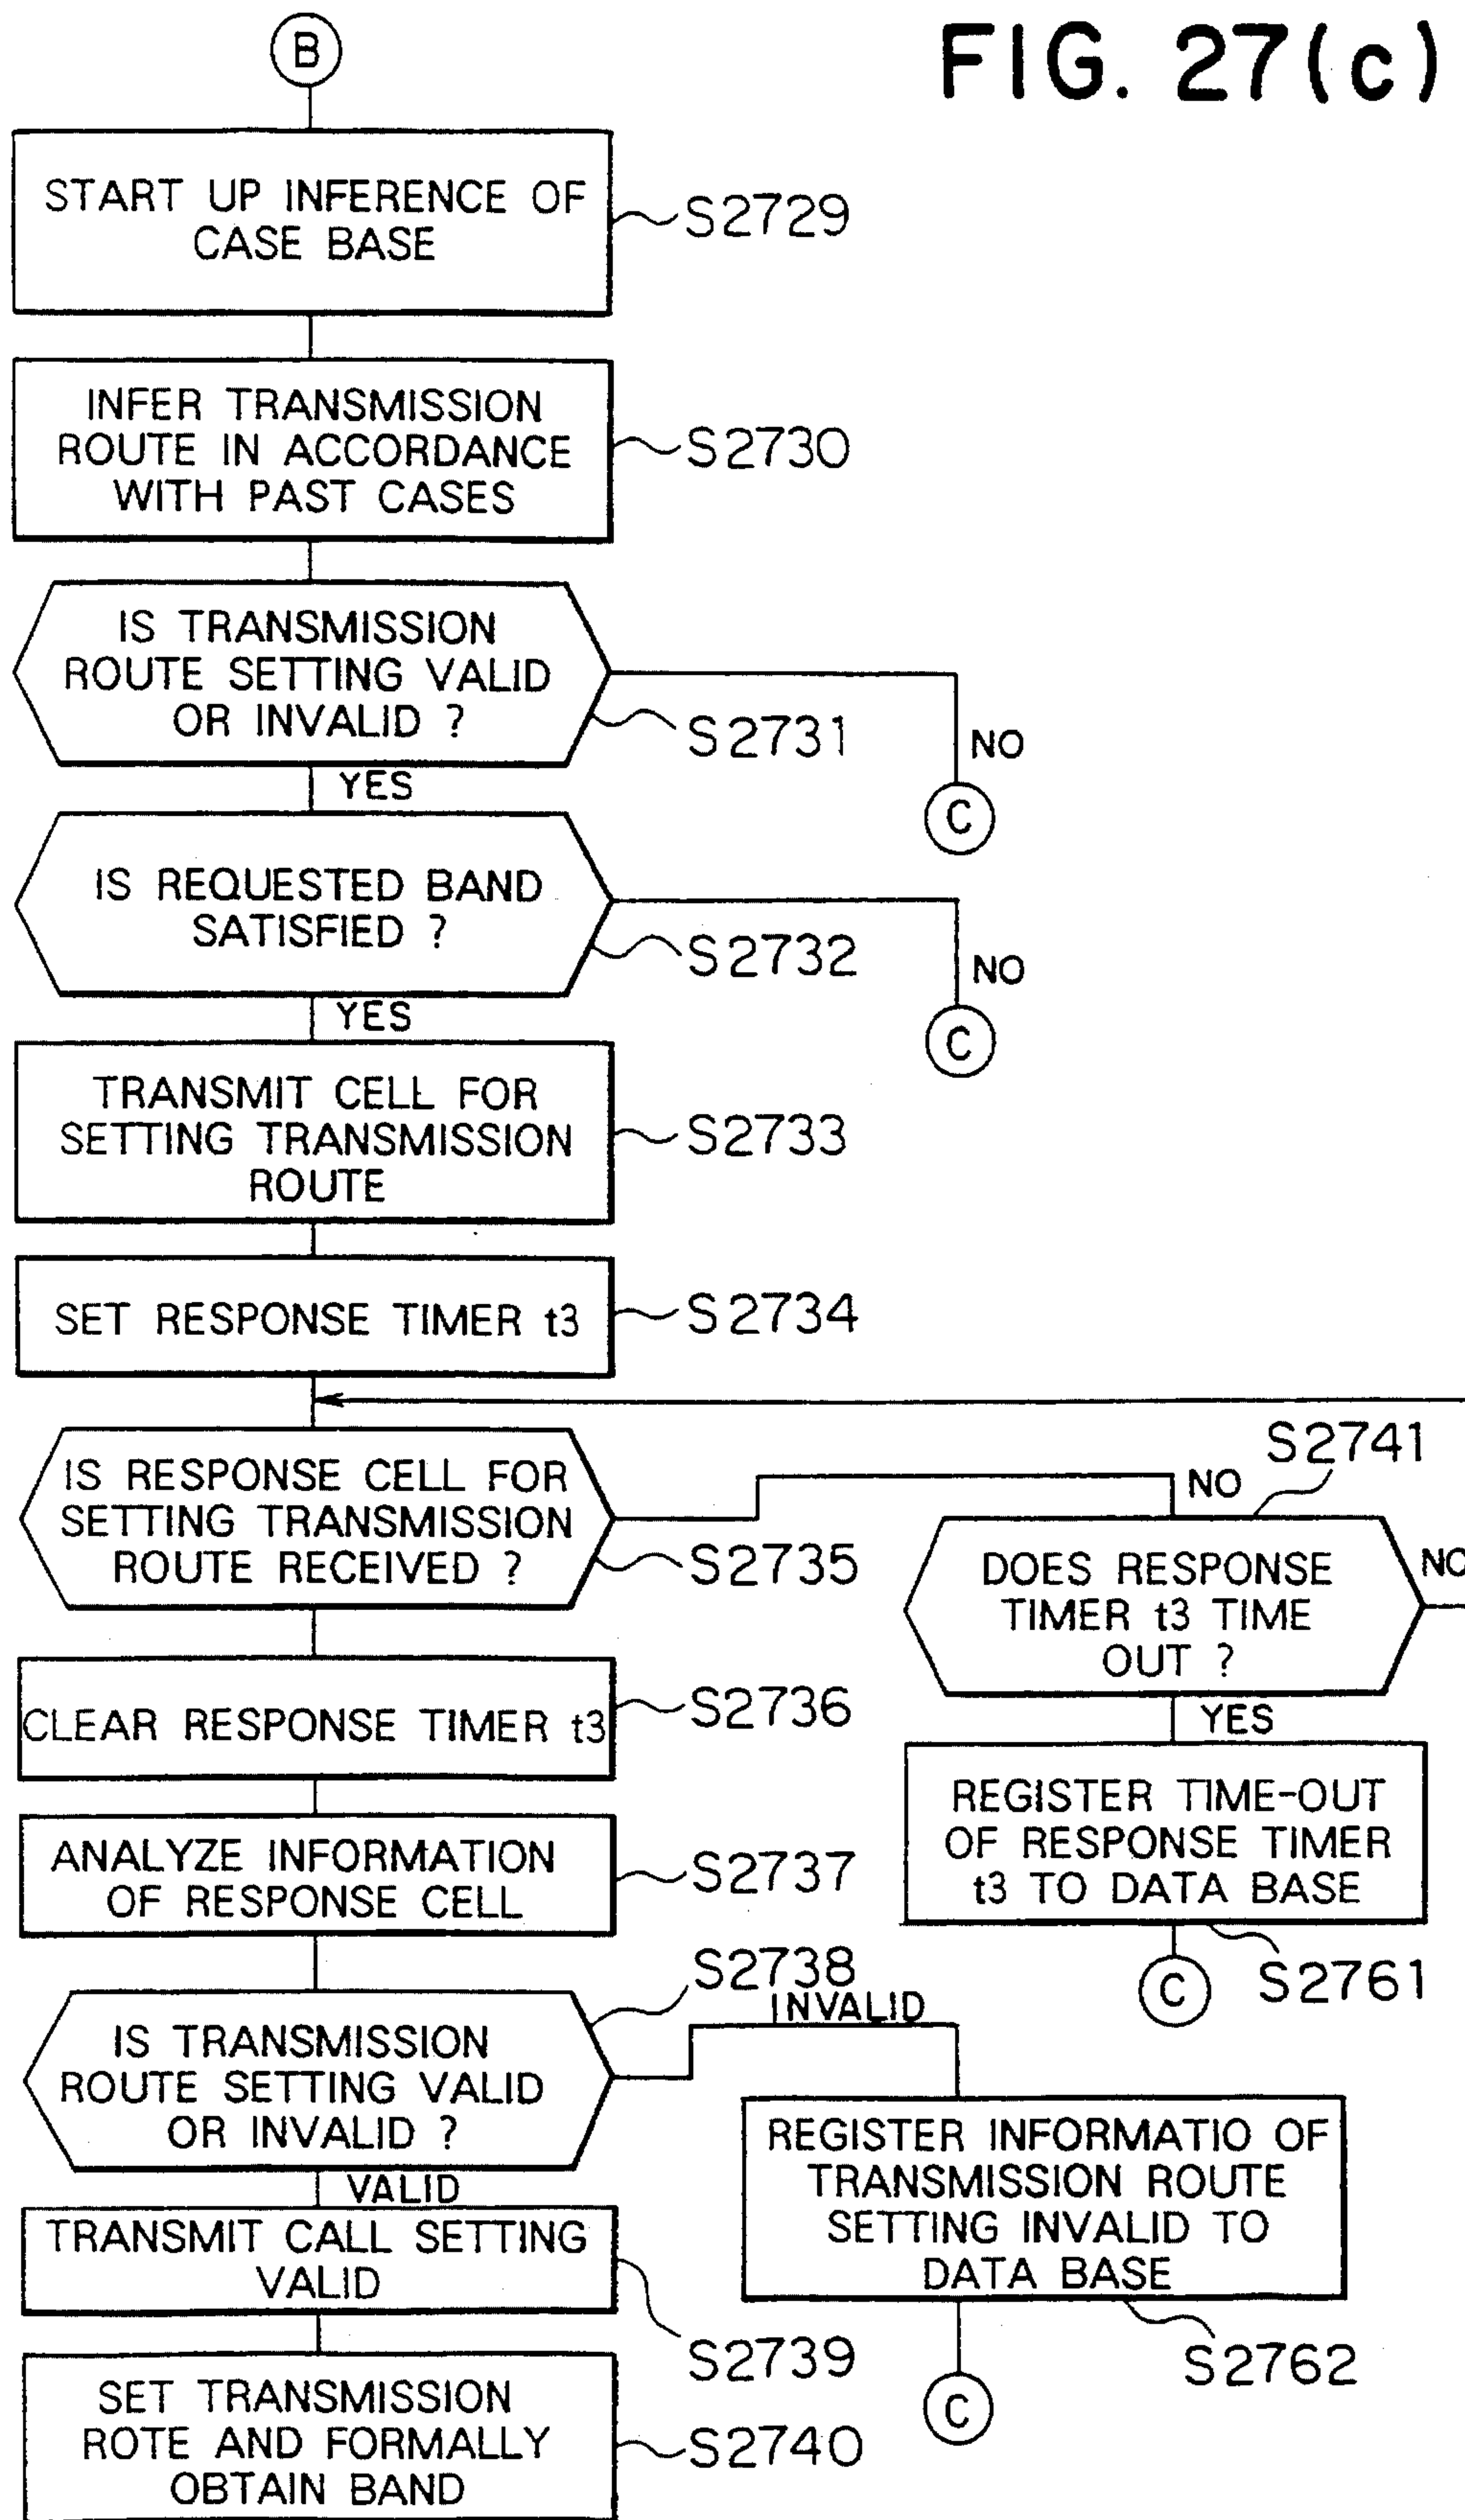 FIG. 27(c)
B
START UP INFERENCE OF
CASE BASE
S2729
INFER TRANSMISSION
ROUTE IN ACCORDANCE
WITH PAST CASES
S2730
IS TRANSMISSION
ROUTE SETTING VALID
OR INVALID ?
S2731
NO
C
YES
IS REQUESTED BAND
SATISFIED ?
S2732
NO
C
YES
TRANSMIT CELL FOR
SETTING TRANSMISSION
ROUTE
S2733
SET RESPONSE TIMER t3
S2734
IS RESPONSE CELL FOR
SETTING TRANSMISSION
ROUTE RECEIVED ?
S2735
NO
S2741
DOES RESPONSE
TIMER t3 TIME
OUT ?
NO
YES
REGISTER TIME-OUT
OF RESPONSE TIMER
t3 TO DATA BASE
S2761
C
CLEAR RESPONSE TIMER t3
S2736
ANALYZE INFORMATION
OF RESPONSE CELL
S2737
S2738
IS TRANSMISSION
ROUTE SETTING VALID
OR INVALID ?
INVALID
REGISTER INFORMATIO OF
TRANSMISSION ROUTE
SETTING INVALID TO
DATA BASE
S2762
C
VALID
TRANSMIT CALL SETTING
VALID
S2739
SET TRANSMISSION
ROTE AND FORMALLY
OBTAIN BAND
S2740